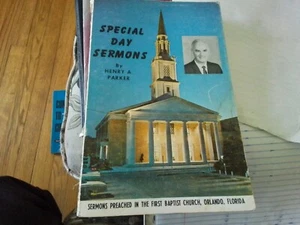 SPECIAL
DAY
SERMONS
By
HENRY A.
PARKER
SERMONS PREACHED IN THE FIRST BAPTIST CHURCH, ORLANDO, FLORIDA